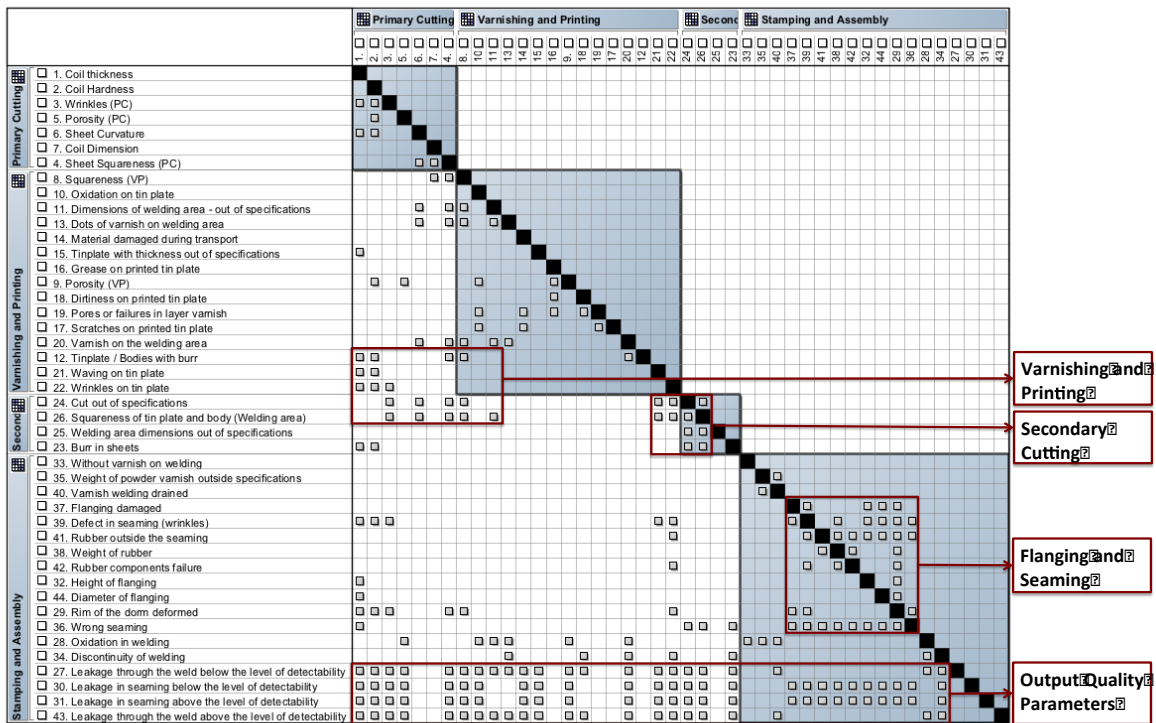 Primary Cutting
Varnishing and Printing
Second
Stamping and Assembly
1. 2. 3. 5. 6. 7. 4. 8. 10 11 13 14 15 16 9. 18 19 17 20 12 21 22 24 26 25 23 33 35 40 37 39 41 38 42 32 44 29 36 28 34 27 30 31 43
Primary Cutting
1. Coil thickness
2. Coil Hardness
3. Wrinkles (PC)
5. Porosity (PC)
6. Sheet Curvature
7. Coil Dimension
4. Sheet Squareness (PC)
Varnishing and Printing
8. Squareness (VP)
10. Oxidation on tin plate
11. Dimensions of welding area - out of specifications
13. Dots of varnish on welding area
14. Material damaged during transport
15. Tinplate with thickness out of specifications
16. Grease on printed tin plate
9. Porosity (VP)
18. Dirtiness on printed tin plate
19. Pores or failures in layer varnish
17. Scratches on printed tin plate
20. Varnish on the welding area
12. Tinplate / Bodies with burr
21. Waving on tin plate
22. Wrinkles on tin plate
Second
24. Cut out of specifications
26. Squareness of tin plate and body (Welding area)
25. Welding area dimensions out of specifications
23. Burr in sheets
Stamping and Assembly
33. Without varnish on welding
35. Weight of powder varnish outside specifications
40. Varnish welding drained
37. Flanging damaged
39. Defect in seaming (wrinkles)
41. Rubber outside the seaming
38. Weight of rubber
42. Rubber components failure
32. Height of flanging
44. Diameter of flanging
29. Rim of the dorm deformed
36. Wrong seaming
28. Oxidation in welding
34. Discontinuity of welding
27. Leakage through the weld below the level of detectability
30. Leakage in seaming below the level of detectability
31. Leakage in seaming above the level of detectability
43. Leakage through the weld above the level of detectability
Varnishing and
Printing
Secondary
Cutting
Flanging and
Seaming
Output Quality
Parameters